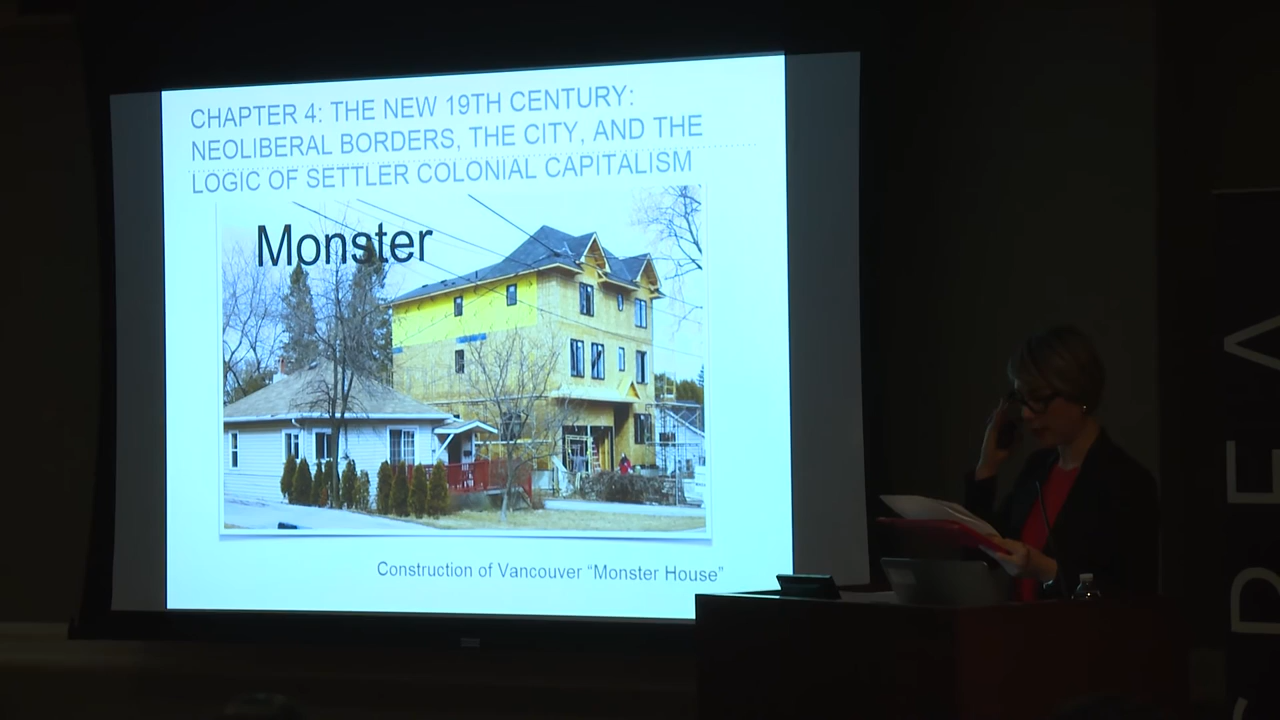 CHAPTER 4: THE NEW 19TH CENTURY:
NEOLIBERAL BORDERS, THE CITY, AND THE
LOGIC OF SETTLER COLONIAL CAPITALISM
Monster
Construction of Vancouver “Monster House”